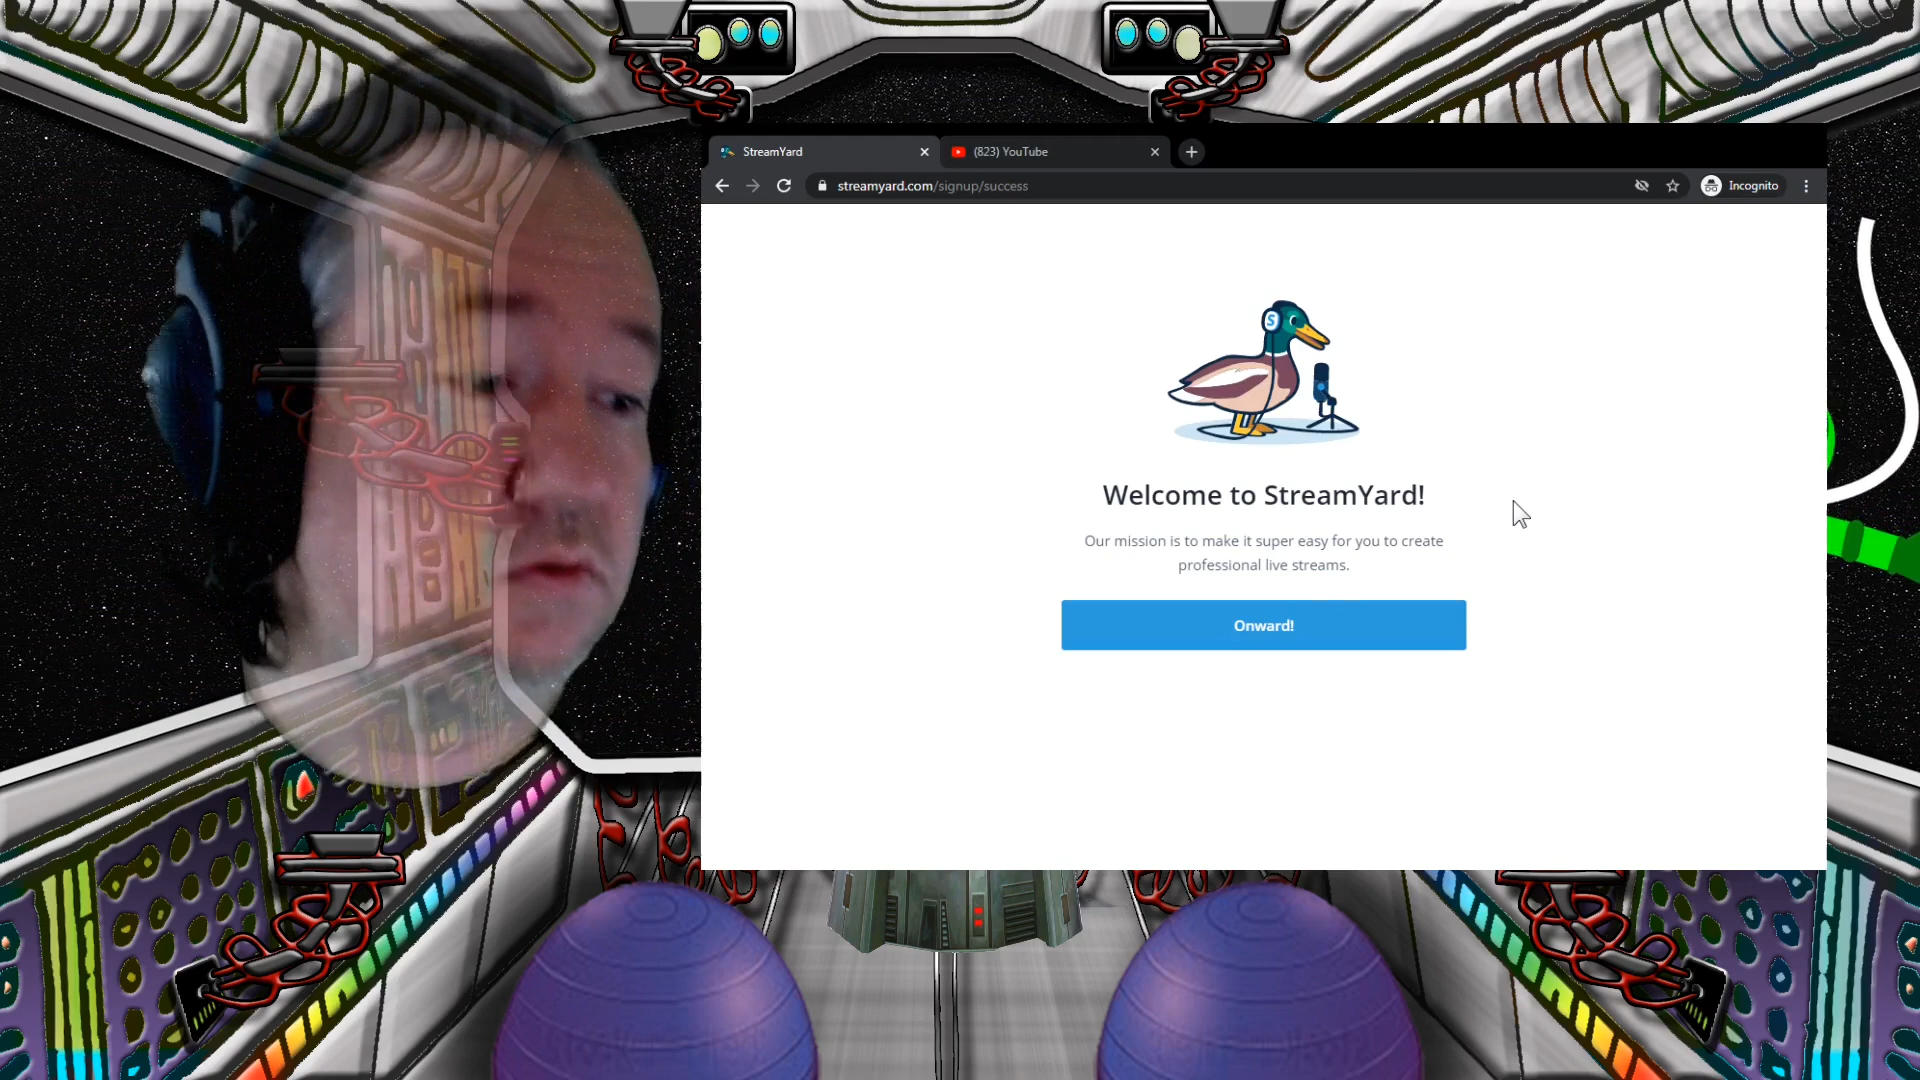 StreamYard
(823) YouTube
streamyard.com/signup/success
Incognito
S
Welcome to StreamYard!
Our mission is to make it super easy for you to create
professional live streams.
Onward!